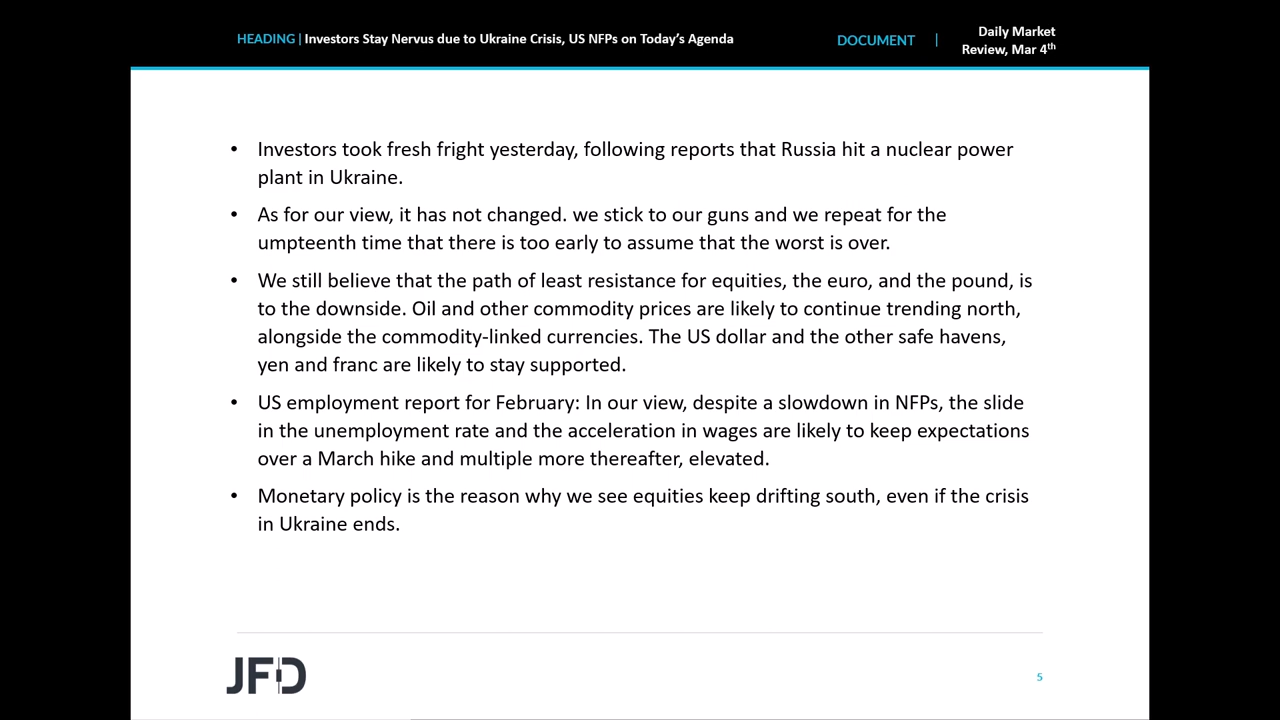 HEADING | Investors Stay Nervus due to Ukraine Crisis, US NFPs on Today's Agenda
DOCUMENT |
Daily Market
Review, Mar 4th
• Investors took fresh fright yesterday, following reports that Russia hit a nuclear power
plant in Ukraine.
• As for our view, it has not changed. we stick to our guns and we repeat for the
umpteenth time that there is too early to assume that the worst is over.
• We still believe that the path of least resistance for equities, the euro, and the pound, is
to the downside. Oil and other commodity prices are likely to continue trending north,
alongside the commodity-linked currencies. The US dollar and the other safe havens,
yen and franc are likely to stay supported.
• US employment report for February: In our view, despite a slowdown in NFPs, the slide
in the unemployment rate and the acceleration in wages are likely to keep expectations
over a March hike and multiple more thereafter, elevated.
• Monetary policy is the reason why we see equities keep drifting south, even if the crisis
in Ukraine ends.
JFD
5